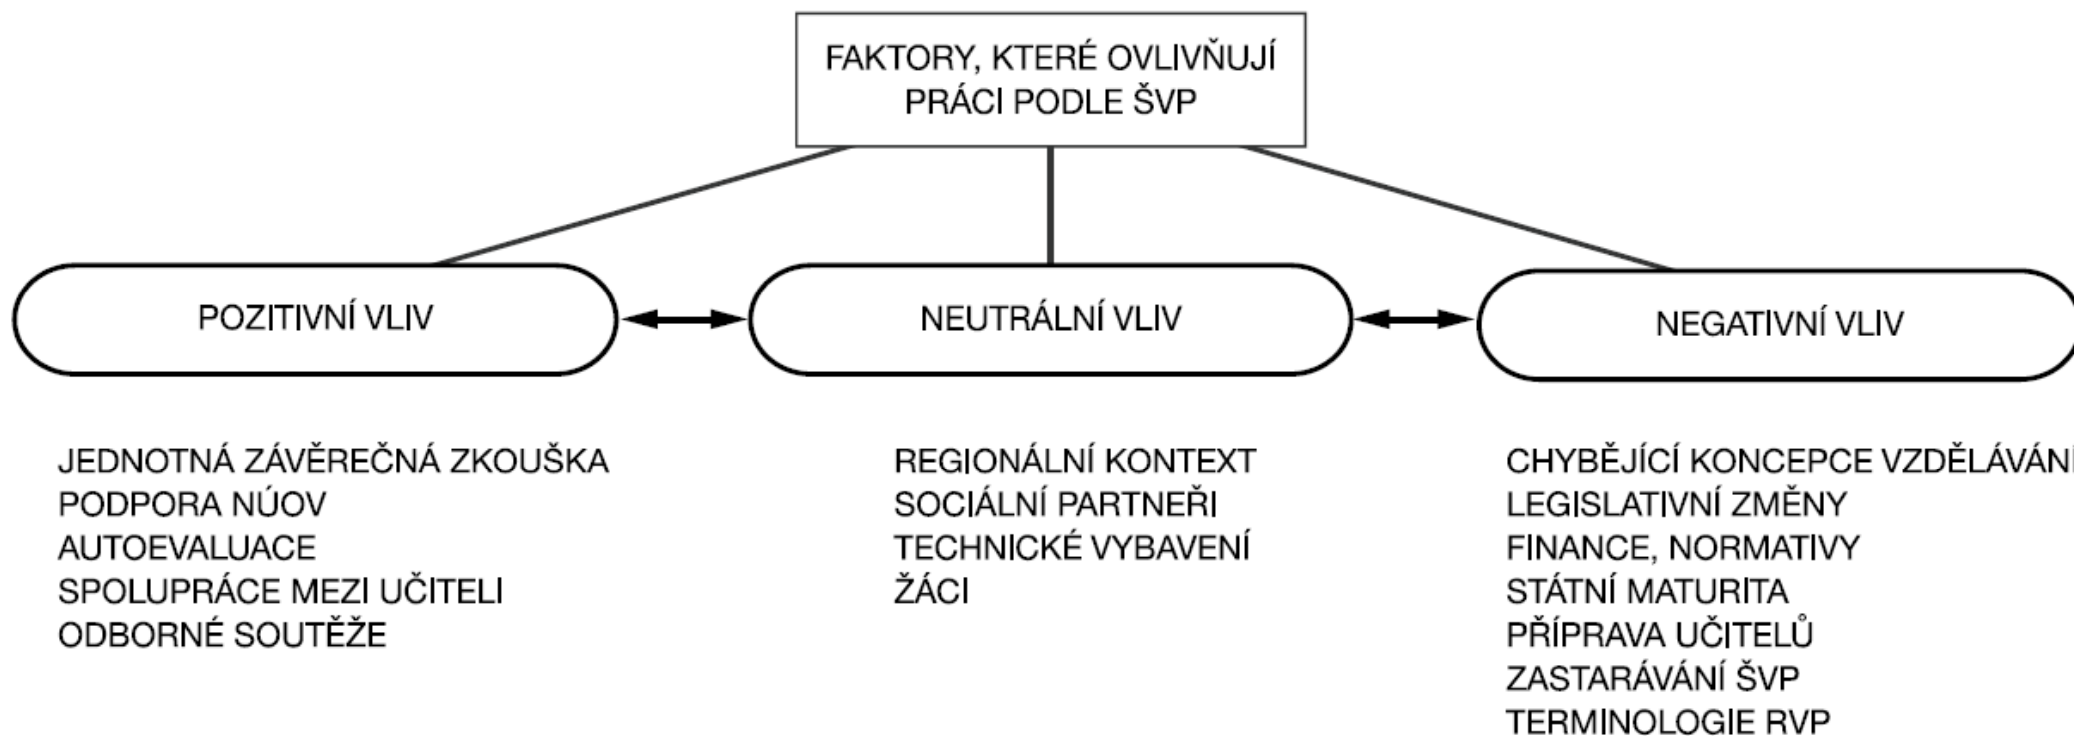 FAKTORY, KTERÉ OVLIVŇUJÍ
PRÁCI PODLE ŠVP
POZITIVNÍ VLIV
NEUTRÁLNÍ VLIV
NEGATIVNÍ VLIV
JEDNOTNÁ ZÁVĚREČNÁ ZKOUŠKA
PODPORA NÚOV
AUTOEVALUACE
SPOLUPRÁCE MEZI UČITELI
ODBORNÉ SOUTĚŽE
REGIONÁLNÍ KONTEXT
SOCIÁLNÍ PARTNEŘI
TECHNICKÉ VYBAVENÍ
ŽÁCI
CHYBĚJÍCÍ KONCEPCE VZDĚLÁVÁNÍ
LEGISLATIVNÍ ZMĚNY
FINANCE, NORMATIVY
STÁTNÍ MATURITA
PŘÍPRAVA UČITELŮ
ZASTARÁVÁNÍ ŠVP
TERMINOLOGIE RVP